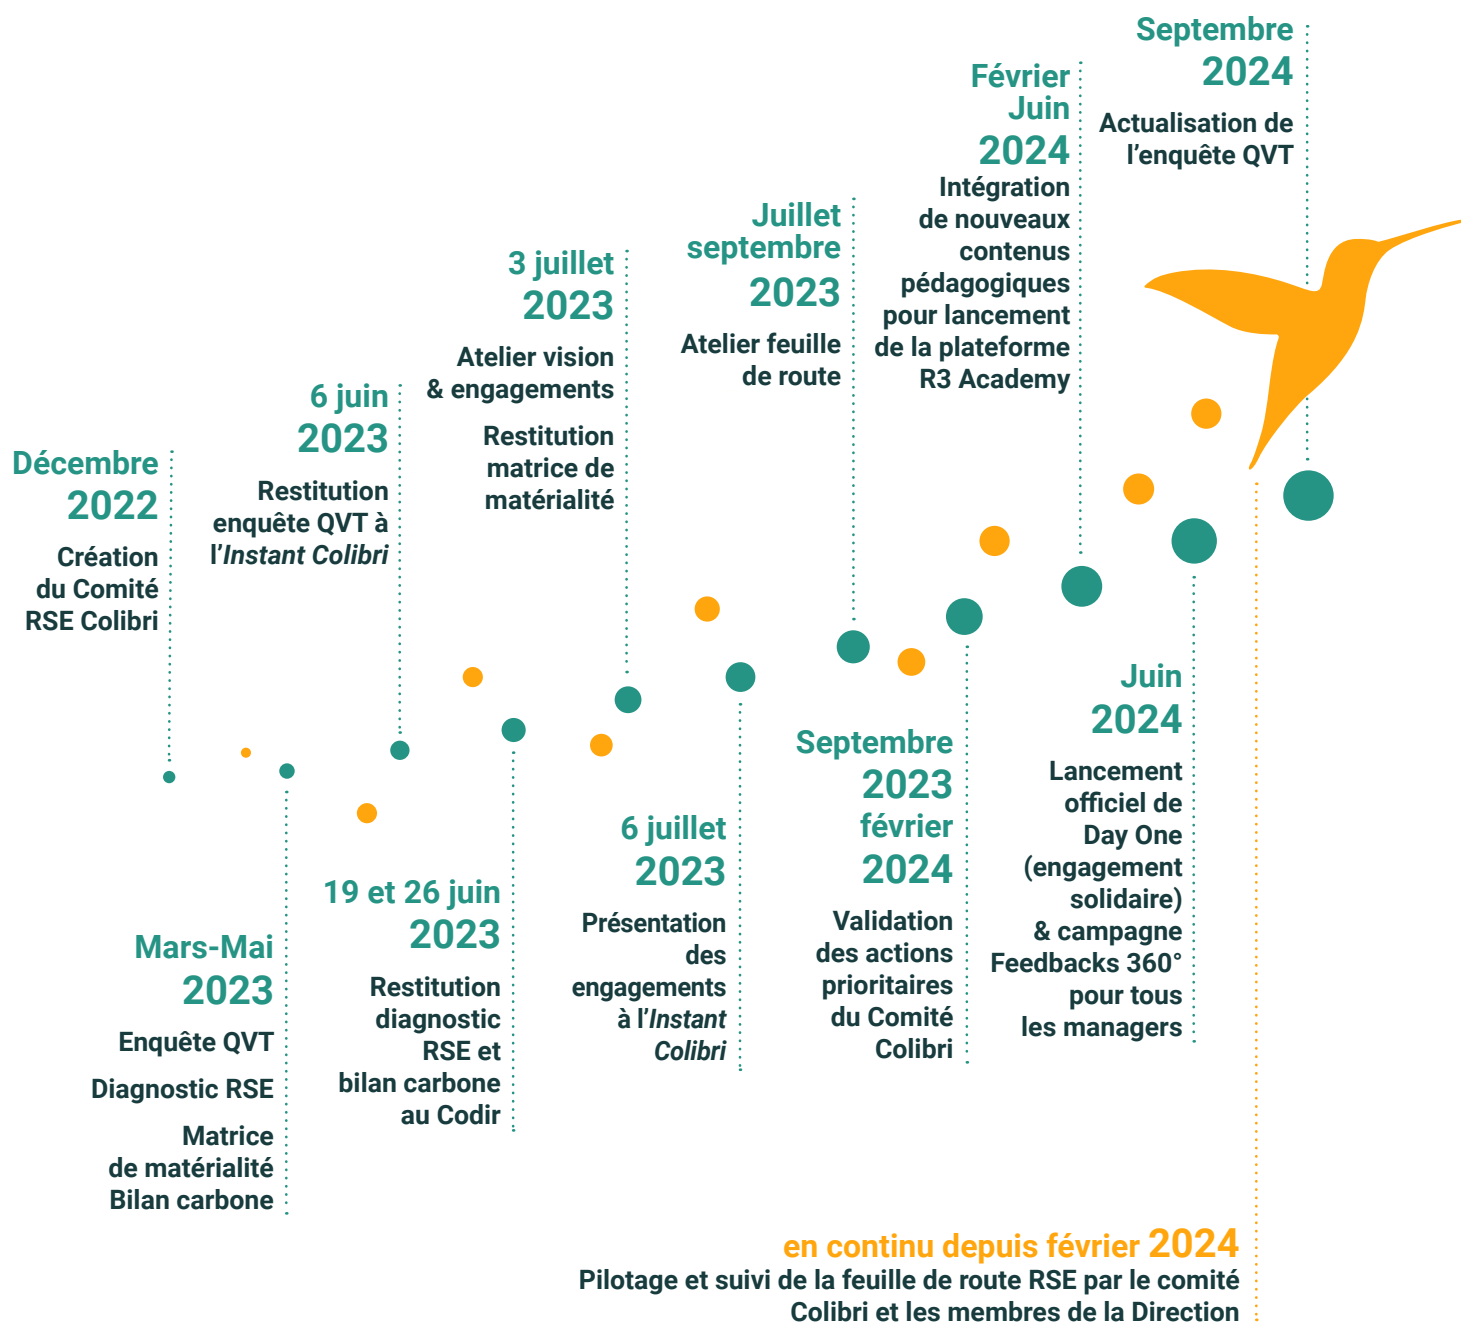 Décembre
2022
Création
du Comité
RSE Colibri
Mars-Mai
2023
Enquête QVT
Diagnostic RSE
Matrice
de matérialité
Bilan carbone
6 juin
2023
Restitution
enquête QVT à
l’Instant Colibri
19 et 26 juin
2023
Restitution
diagnostic
RSE et
bilan carbone
au Codir
3 juillet
2023
Atelier vision
& engagements
Restitution
matrice de
matérialité
6 juillet
2023
Présentation
des
engagements
à l’Instant
Colibri
Juillet
septembre
2023
Atelier feuille
de route
Septembre
2023
février
2024
Validation
des actions
prioritaires
du Comité
Colibri
Février
Juin
2024
Intégration
de nouveaux
contenus
pédagogiques
pour lancement
de la plateforme
R3 Academy
Juin
2024
Lancement
officiel de
Day One
(engagement
solidaire)
& campagne
Feedbacks 360°
pour tous
les managers
Septembre
2024
Actualisation de
l’enquête QVT
en continu depuis février 2024
Pilotage et suivi de la feuille de route RSE par le comité
Colibri et les membres de la Direction